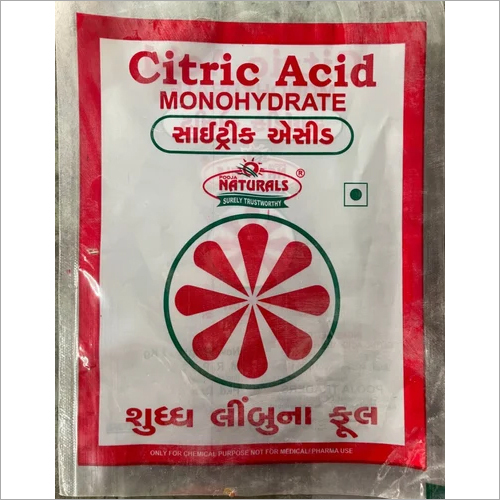 Citric Acid
MONOHYDRATE
સાઈટ્રીક એસીડ
POOJA
NATURALS ®
SURELY TRUSTWORTHY
શુધ્ધ લીંબુના ફૂલ
ONLY FOR CHEMICAL PURPOSE NOT FOR MEDICAL / PHARMA USE